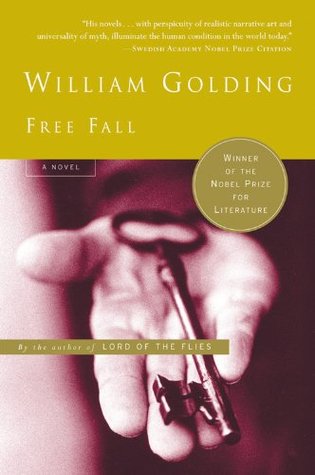 "His novels . . . with perspicuity of realistic narrative art and
universality of myth, illuminate the human condition in the world today."
—Swedish Academy Nobel Prize Citation
William Golding
Free Fall
A NOVEL
Winner
of the
Nobel Prize
for
Literature
By the author of LORD OF THE FLIES